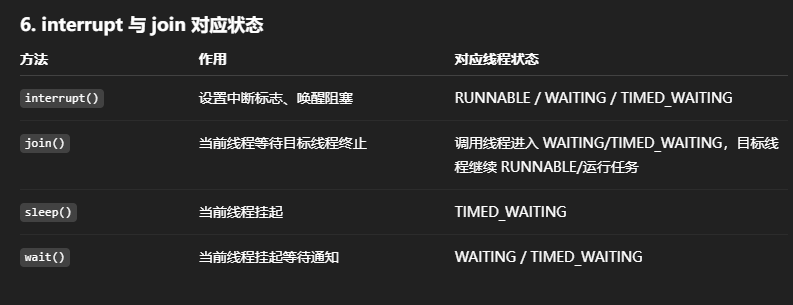 6. interrupt 与 join 对应状态
方法 作用 对应线程状态
interrupt() 设置中断标志、唤醒阻塞 RUNNABLE / WAITING / TIMED_WAITING
join() 当前线程等待目标线程终止 调用线程进入 WAITING/TIMED_WAITING，目标线
程继续 RUNNABLE/运行任务
sleep() 当前线程挂起 TIMED_WAITING
wait() 当前线程挂起等待通知 WAITING / TIMED_WAITING